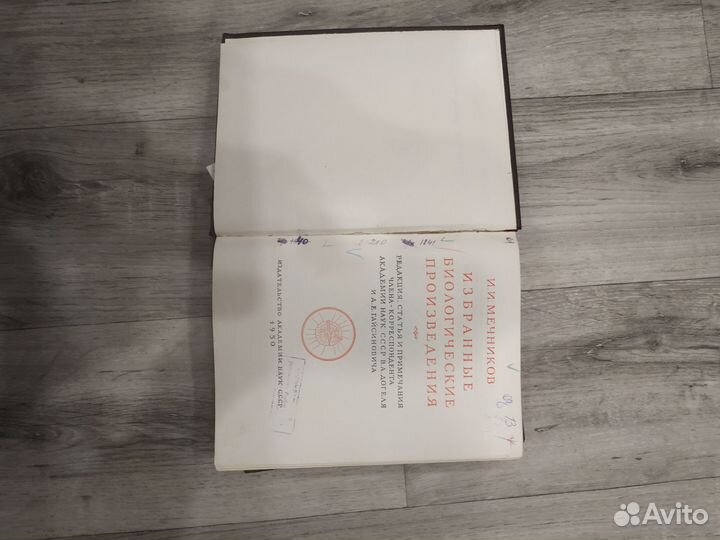 И. И. МЕЧНИКОВ
ИЗБРАННЫЕ
БИОЛОГИЧЕСКИЕ
ПРОИЗВЕДЕНИЯ
РЕДАКЦИЯ, СТАТЬЯ И ПРИМЕЧАНИЯ
ЧЛЕНА-КОРРЕСПОНДЕНТА
АКАДЕМИИ НАУК СССР В. А. ДОГЕЛЯ
И А. Е. ГАЙСИНОВИЧА
ИЗДАТЕЛЬСТВО АКАДЕМИИ НАУК СССР
1950
1841
Avito